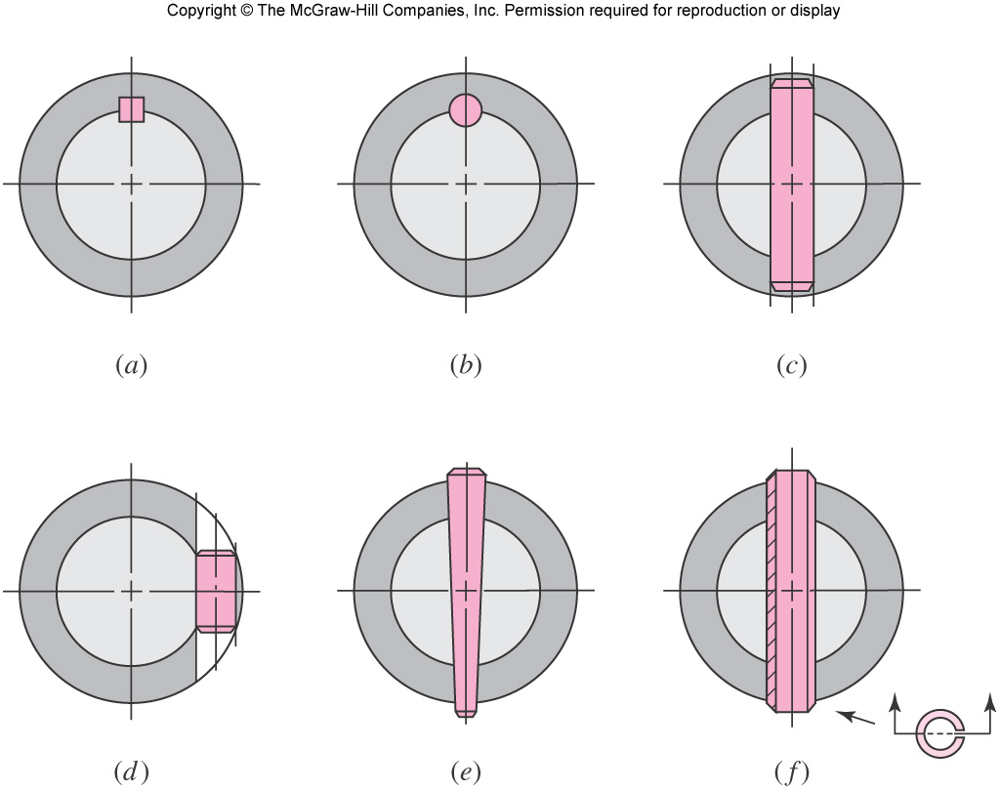 Copyright © The McGraw-Hill Companies, Inc. Permission required for reproduction or display
(a) (b) (c)
(d) (e) (f)